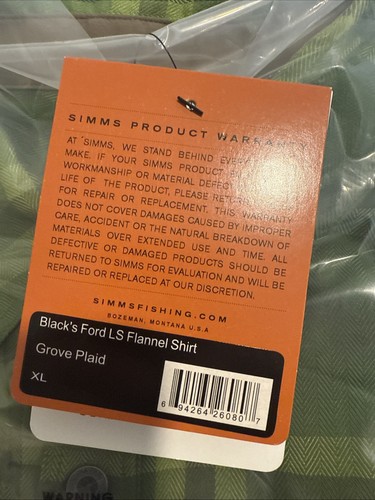 SIMMS PRODUCT
AT SIMMS, WE STAND BEHIND
MAKE. IF YOUR SIMMS PRODUCT
WORKMANSHIP OR MATERIAL
LIFE OF THE PRODUCT, PLEASE
FOR REPAIR OR REPLACEMENT. THIS WARRANTY
DOES NOT COVER DAMAGES CAUSED BY IMPROPER
CARE, ACCIDENT OR THE NATURAL BREAKDOWN OF
MATERIALS OVER EXTENDED USE AND TIME. ALL
DEFECTIVE OR DAMAGED PRODUCTS SHOULD BE
RETURNED TO SIMMS FOR EVALUATION AND WILL BE
REPAIRED OR REPLACED AT OUR DISCRETION.
SIMMSFISHING.COM
BOZEMAN, MONTANA U.S.A
Black's Ford LS Flannel Shirt
Grove Plaid
XL
6 94264 26080 7
WARNING